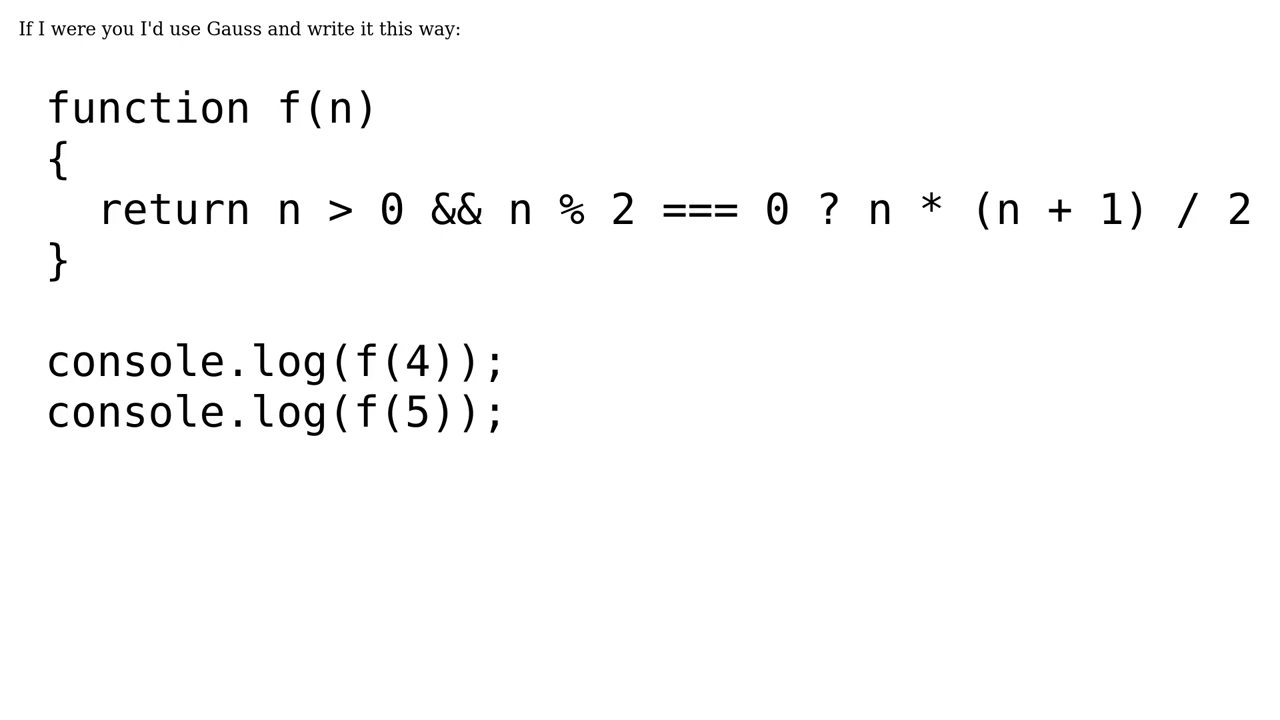 If I were you I'd use Gauss and write it this way:
function f(n)
{
  return n > 0 && n % 2 === 0 ? n * (n + 1) / 2
}
console.log(f(4));
console.log(f(5));